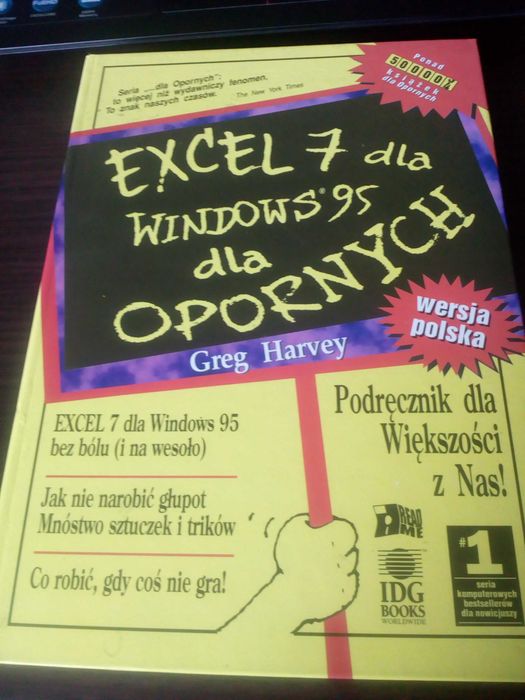 Seria „...dla Opornych":
to więcej niż wydawniczy fenomen.
To znak naszych czasów.
The New York Times
Ponad
50000
książek
dla Opornych
EXCEL 7 dla
WINDOWS® 95
dla
OPORNYCH
Greg Harvey
wersja
polska
EXCEL 7 dla Windows 95
bez bólu (i na wesoło)
Jak nie narobić głupot
Mnóstwo sztuczek i trików
Co robić, gdy coś nie gra!
Podręcznik dla
Większości
z Nas!
READ
ME
IDG
BOOKS
WORLDWIDE
#1
seria
komputerowych
bestsellerów
dla nowicjuszy